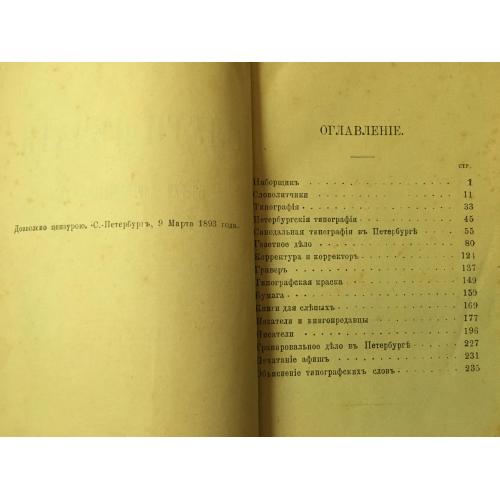 Дозволено цензурою. -С.-Петербургъ, 9 Марта 1893 года.
ОГЛАВЛЕНІЕ.
СТР.
Наборщикъ 1
Словолитчики 11
Типографія 33
Петербургскія типографіи 45
Синодальная типографія въ Петербургѣ 55
Газетное дѣло 80
Корректура и корректоръ 124
Граверъ 137
Типографская краска 149
Бумага 159
Книги для слѣпыхъ 169
Издатели и книгопродавцы 177
Писатели 196
Гравировальное дѣло въ Петербургѣ 227
Печатаніе афишъ 231
Объясненіе типографскихъ словъ 235